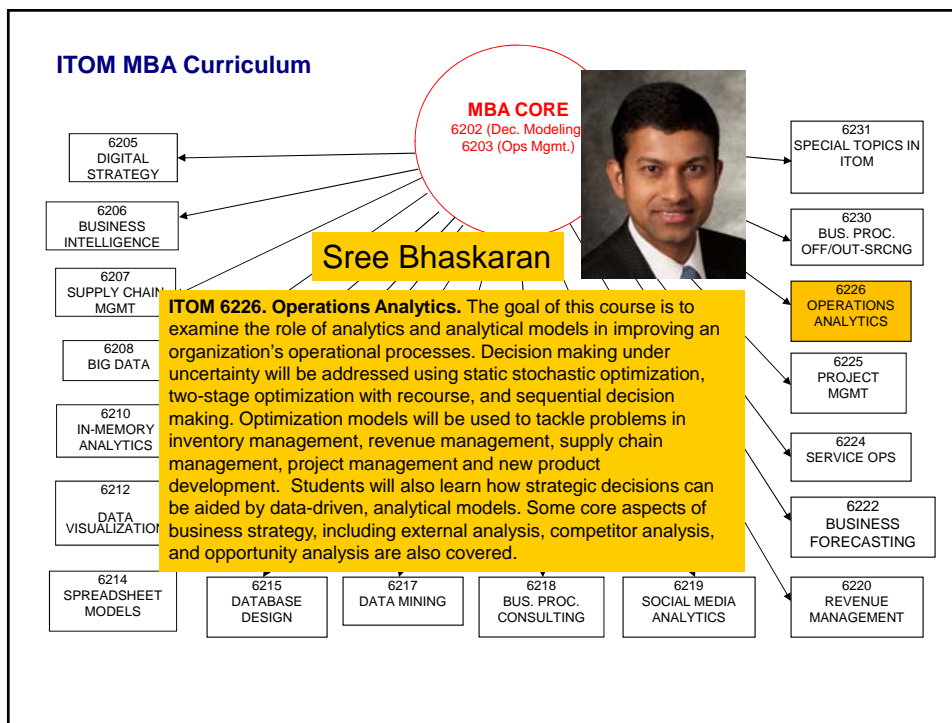 ITOM MBA Curriculum
MBA CORE
6202 (Dec. Modeling
6203 (Ops Mgmt.)
6205
DIGITAL
STRATEGY
6206
BUSINESS
INTELLIGENCE
6207
SUPPLY CHAIN
MGMT
6208
BIG DATA
6210
IN-MEMORY
ANALYTICS
6212
DATA
VISUALIZATION
6214
SPREADSHEET
MODELS
6215
DATABASE
DESIGN
6217
DATA MINING
6218
BUS. PROC.
CONSULTING
6219
SOCIAL MEDIA
ANALYTICS
6220
REVENUE
MANAGEMENT
6222
BUSINESS
FORECASTING
6224
SERVICE OPS
6225
PROJECT
MGMT
6226
OPERATIONS
ANALYTICS
6230
BUS. PROC.
OFF/OUT-SRCNG
6231
SPECIAL TOPICS IN
ITOM
Sree Bhaskaran
ITOM 6226. Operations Analytics. The goal of this course is to
examine the role of analytics and analytical models in improving an
organization's operational processes. Decision making under
uncertainty will be addressed using static stochastic optimization,
two-stage optimization with recourse, and sequential decision
making. Optimization models will be used to tackle problems in
inventory management, revenue management, supply chain
management, project management and new product
development.  Students will also learn how strategic decisions can
be aided by data-driven, analytical models. Some core aspects of
business strategy, including external analysis, competitor analysis,
and opportunity analysis are also covered.